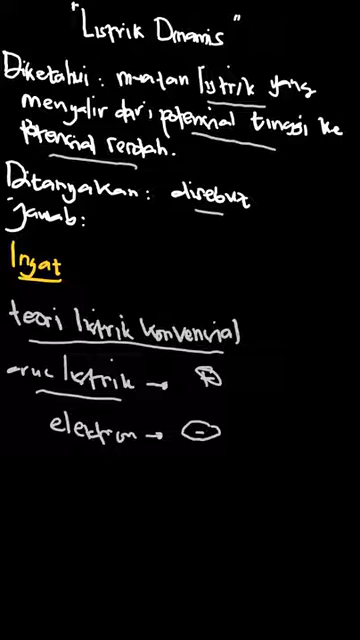 "Listrik Dinamis"
Diketahui: muatan listrik yang
mengalir dari potensial tinggi ke
potensial rendah.
Ditanyakan: disebut
Jawab:
Ingat
teori listrik konvensial
arus listrik → +
elektron → -